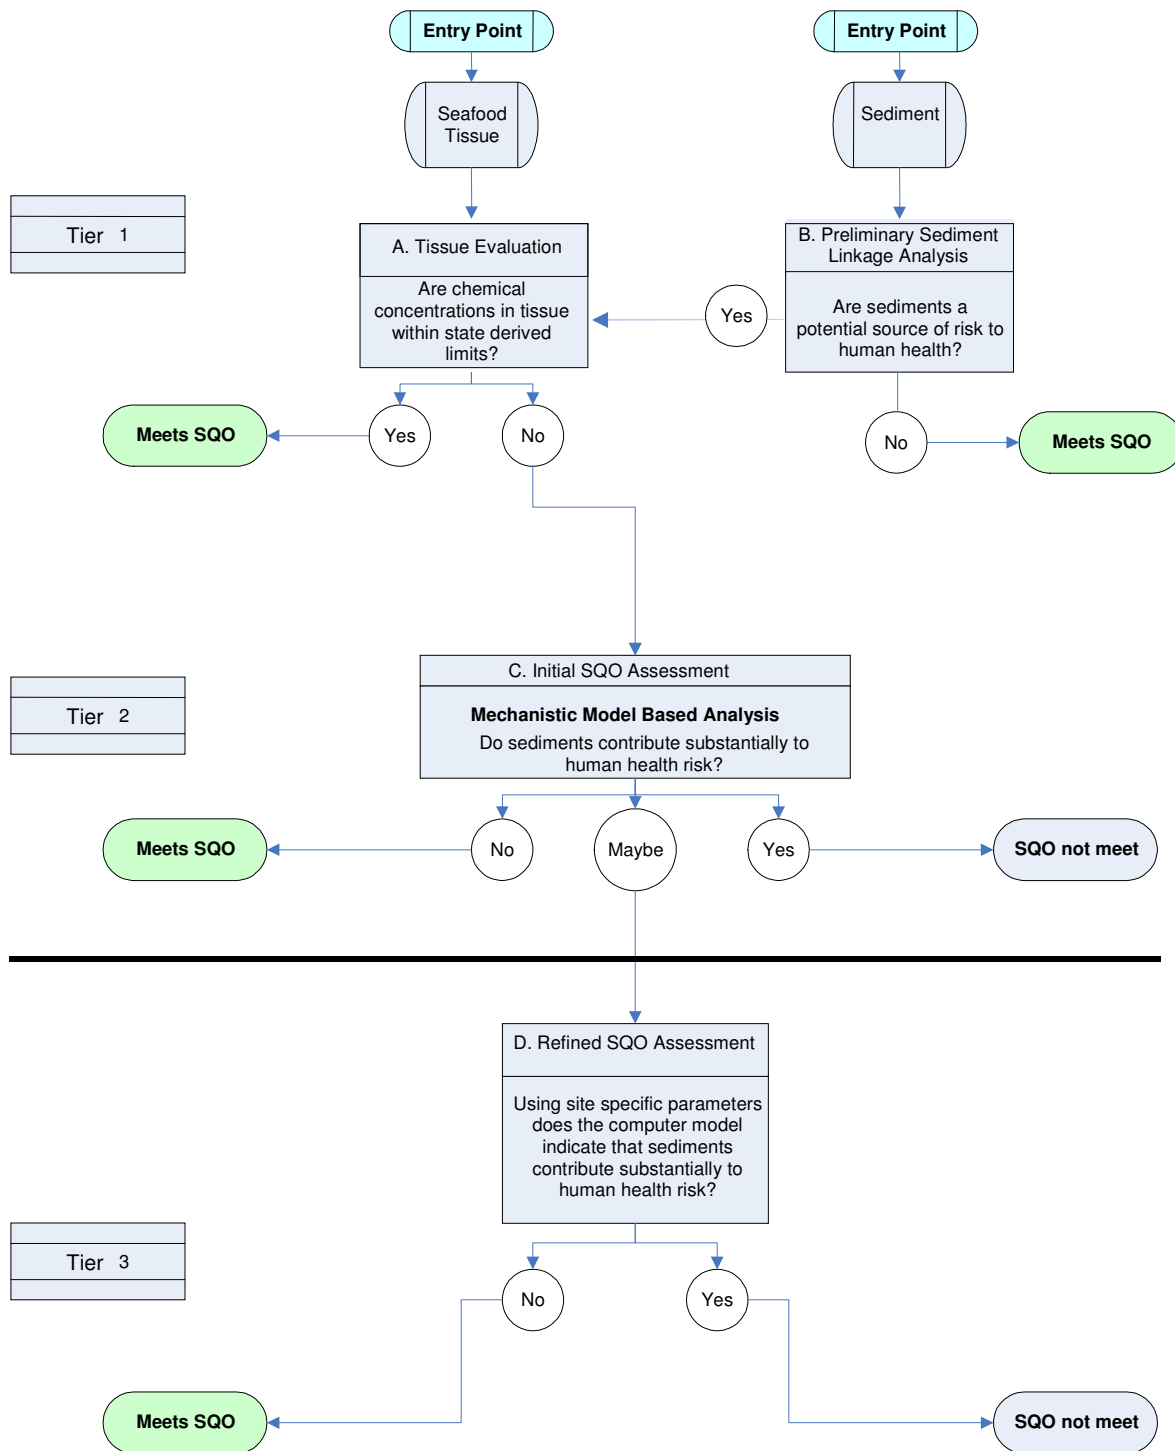 Entry Point
Entry Point
Seafood
Tissue
Sediment
Tier 1
A. Tissue Evaluation
Are chemical
concentrations in tissue
within state derived
limits?
Yes
B. Preliminary Sediment
Linkage Analysis
Are sediments a
potential source of risk to
human health?
Meets SQO
Yes
No
No
Meets SQO
Tier 2
C. Initial SQO Assessment
Mechanistic Model Based Analysis
Do sediments contribute substantially to
human health risk?
Meets SQO
No
Maybe
Yes
SQO not meet
D. Refined SQO Assessment
Using site specific parameters
does the computer model
indicate that sediments
contribute substantially to
human health risk?
Tier 3
No
Yes
Meets SQO
SQO not meet